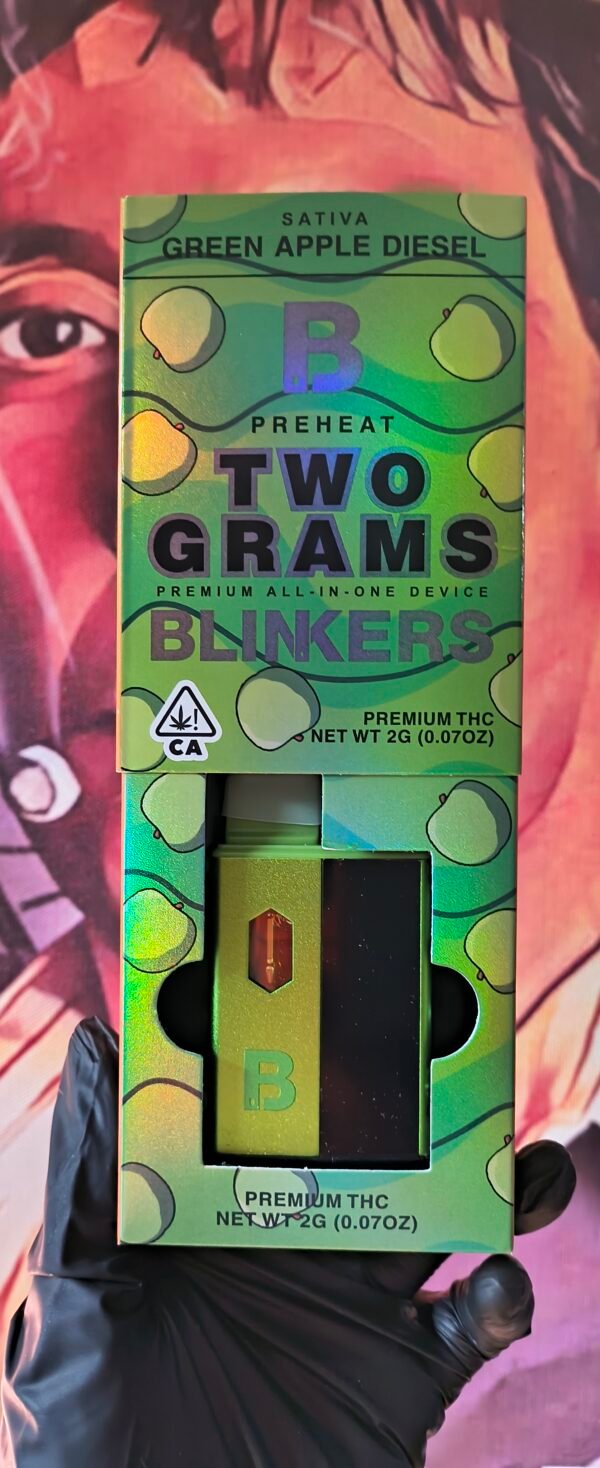 SATIVA
GREEN APPLE DIESEL
B
PREHEAT
TWO
GRAMS
PREMIUM ALL-IN-ONE DEVICE
BLINKERS
!
CA
PREMIUM THC
NET WT 2G (0.07OZ)
B
PREMIUM THC
NET WT 2G (0.07OZ)